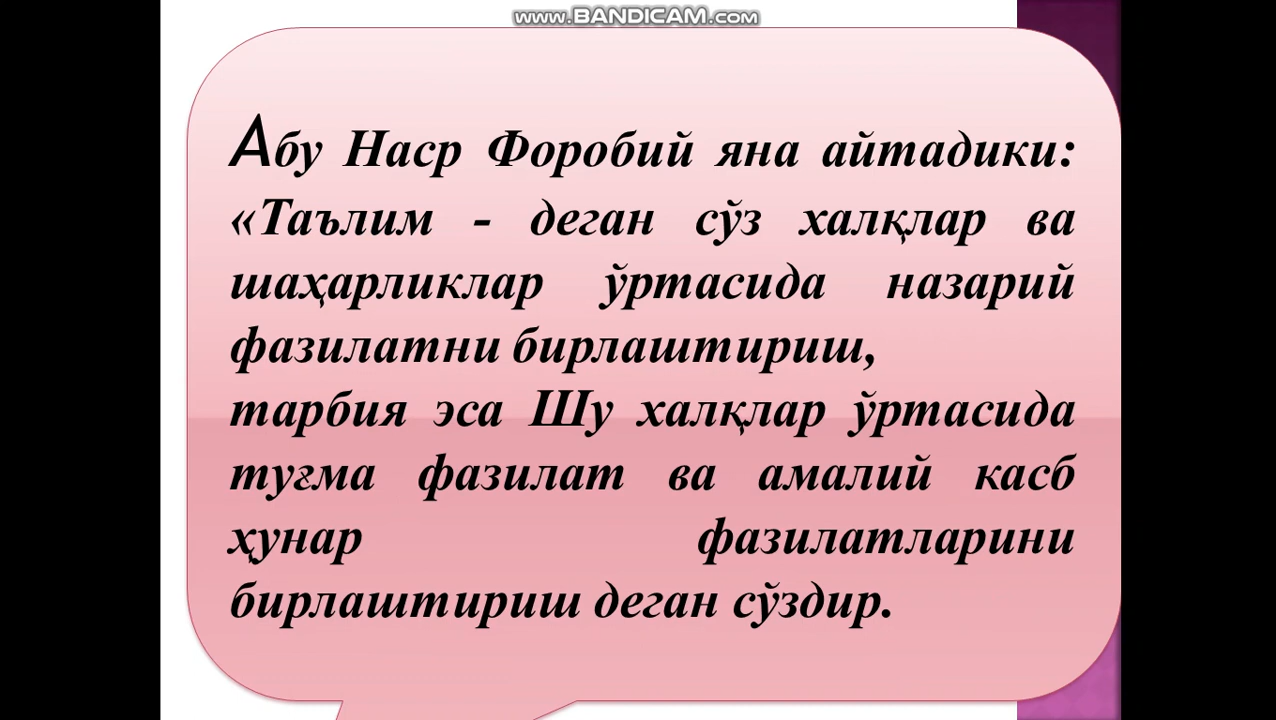 www.BANDICAM.com
Абу Наср Форобий яна айтадики:
«Таълим - деган сўз халқлар ва
шаҳарликлар ўртасида назарий
фазилатни бирлаштириш,
тарбия эса Шу халқлар ўртасида
туғма фазилат ва амалий касб
ҳунар фазилатларини
бирлаштириш деган сўздир.